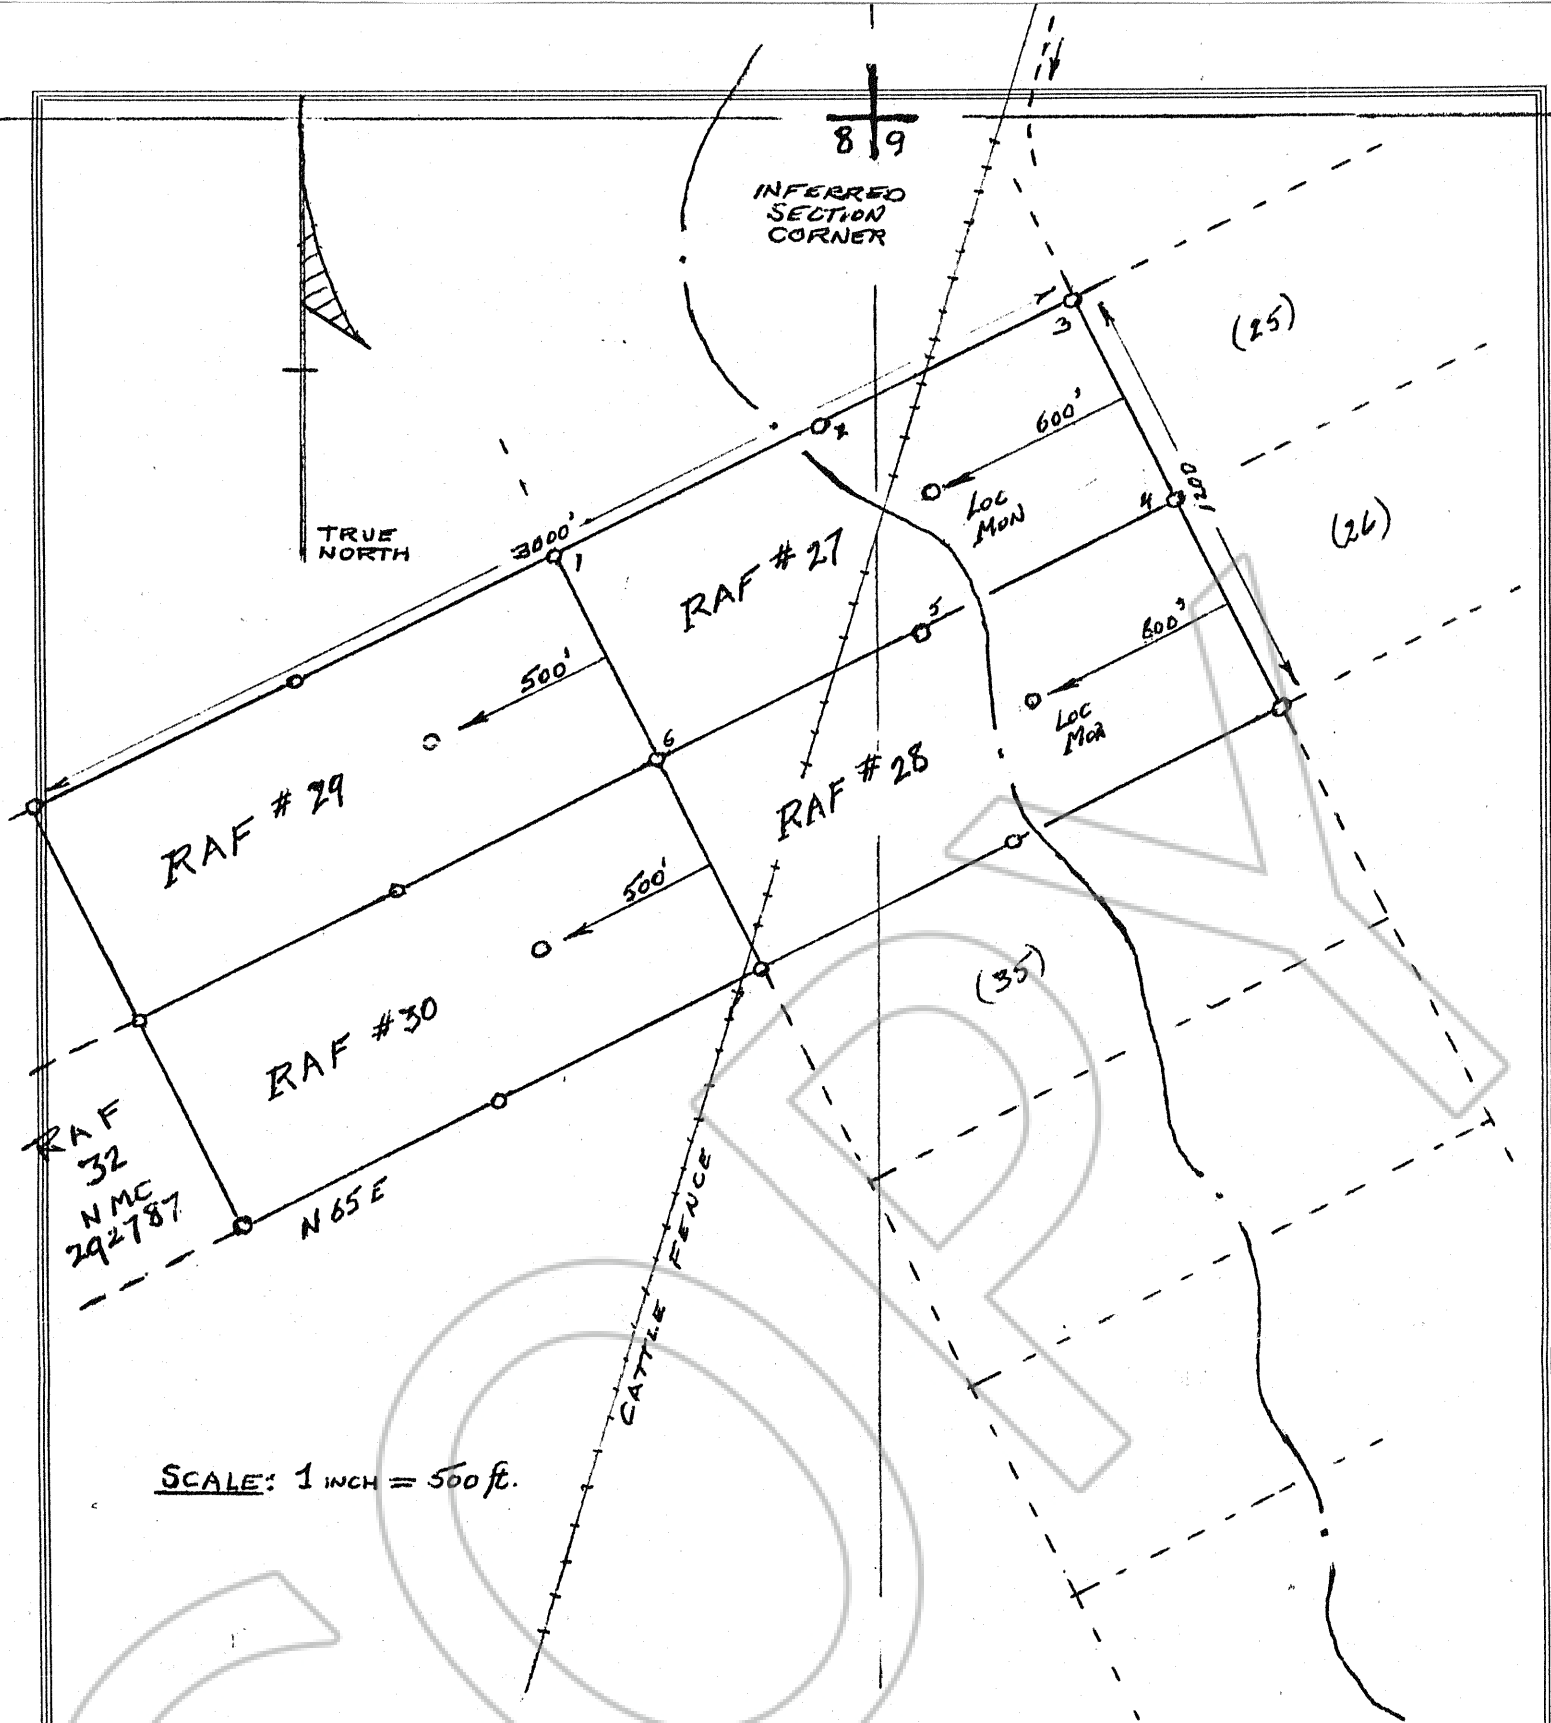 8 9
INFERRED
SECTION
CORNER
TRUE
NORTH
3
(25)
600'
2
LOC
MON
4
1200
(26)
3000'
1
RAF #27
5
600'
500'
LOC
MON
6
RAF #29
RAF #28
500'
(35)
RAF #30
RAF
32
NMC
292787
N 65 E
CATTLE FENCE
SCALE: 1 INCH = 500 ft.
COPY